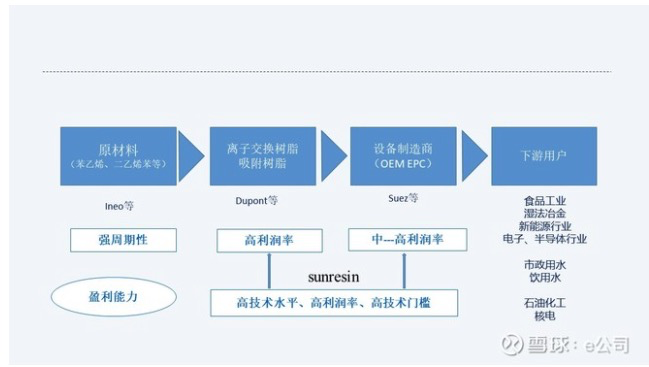 原材料
（苯乙烯、二乙烯苯等）
离子交换树脂
吸附树脂
设备制造商
（OEM EPC）
下游用户
Ineo等
Dupont等
Suez等
食品工业
湿法冶金
新能源行业
电子、半导体行业
市政用水
饮用水
石油化工
核电
强周期性
高利润率
中---高利润率
sunresin
盈利能力
高技术水平、高利润率、高技术门槛
雪球：e公司